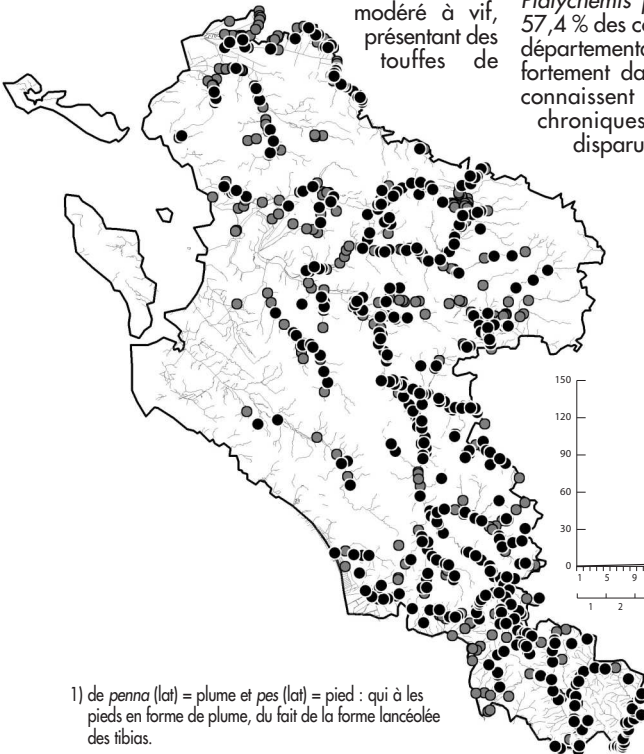 modéré à vif,
présentant des
touffes de
57,4 % des
départementa
fortement da
connaissent
chroniques
disparu
150
120
90
60
30
0
1 5 9
1 2
1) de penna (lat) = plume et pes (lat) = pied : qui à les
pieds en forme de plume, du fait de la forme lancéolée
des tibias.